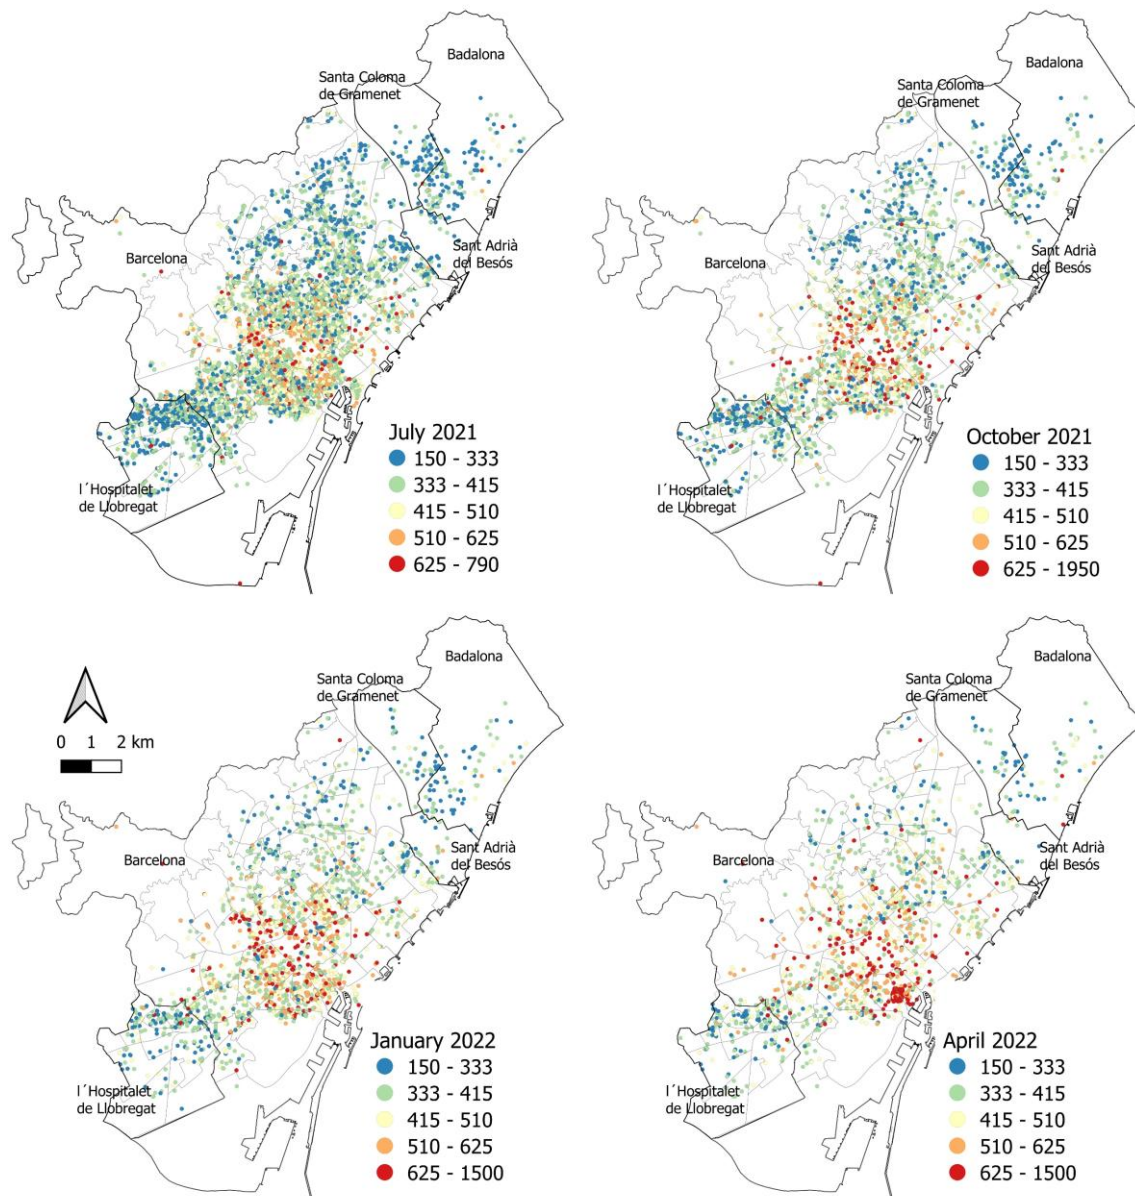 Badalona
Santa Coloma
de Gramenet
Barcelona
Sant Adrià
del Besós
l´Hospitalet
de Llobregat
July 2021
150 - 333
333 - 415
415 - 510
510 - 625
625 - 790
Badalona
Santa Coloma
de Gramenet
Barcelona
Sant Adrià
del Besós
l´Hospitalet
de Llobregat
October 2021
150 - 333
333 - 415
415 - 510
510 - 625
625 - 1950
Badalona
Santa Coloma
de Gramenet
0 1 2 km
Barcelona
Sant Adrià
del Besós
l´Hospitalet
de Llobregat
January 2022
150 - 333
333 - 415
415 - 510
510 - 625
625 - 1500
Badalona
Santa Coloma
de Gramenet
Barcelona
Sant Adrià
del Besós
l´Hospitalet
de Llobregat
April 2022
150 - 333
333 - 415
415 - 510
510 - 625
625 - 1500